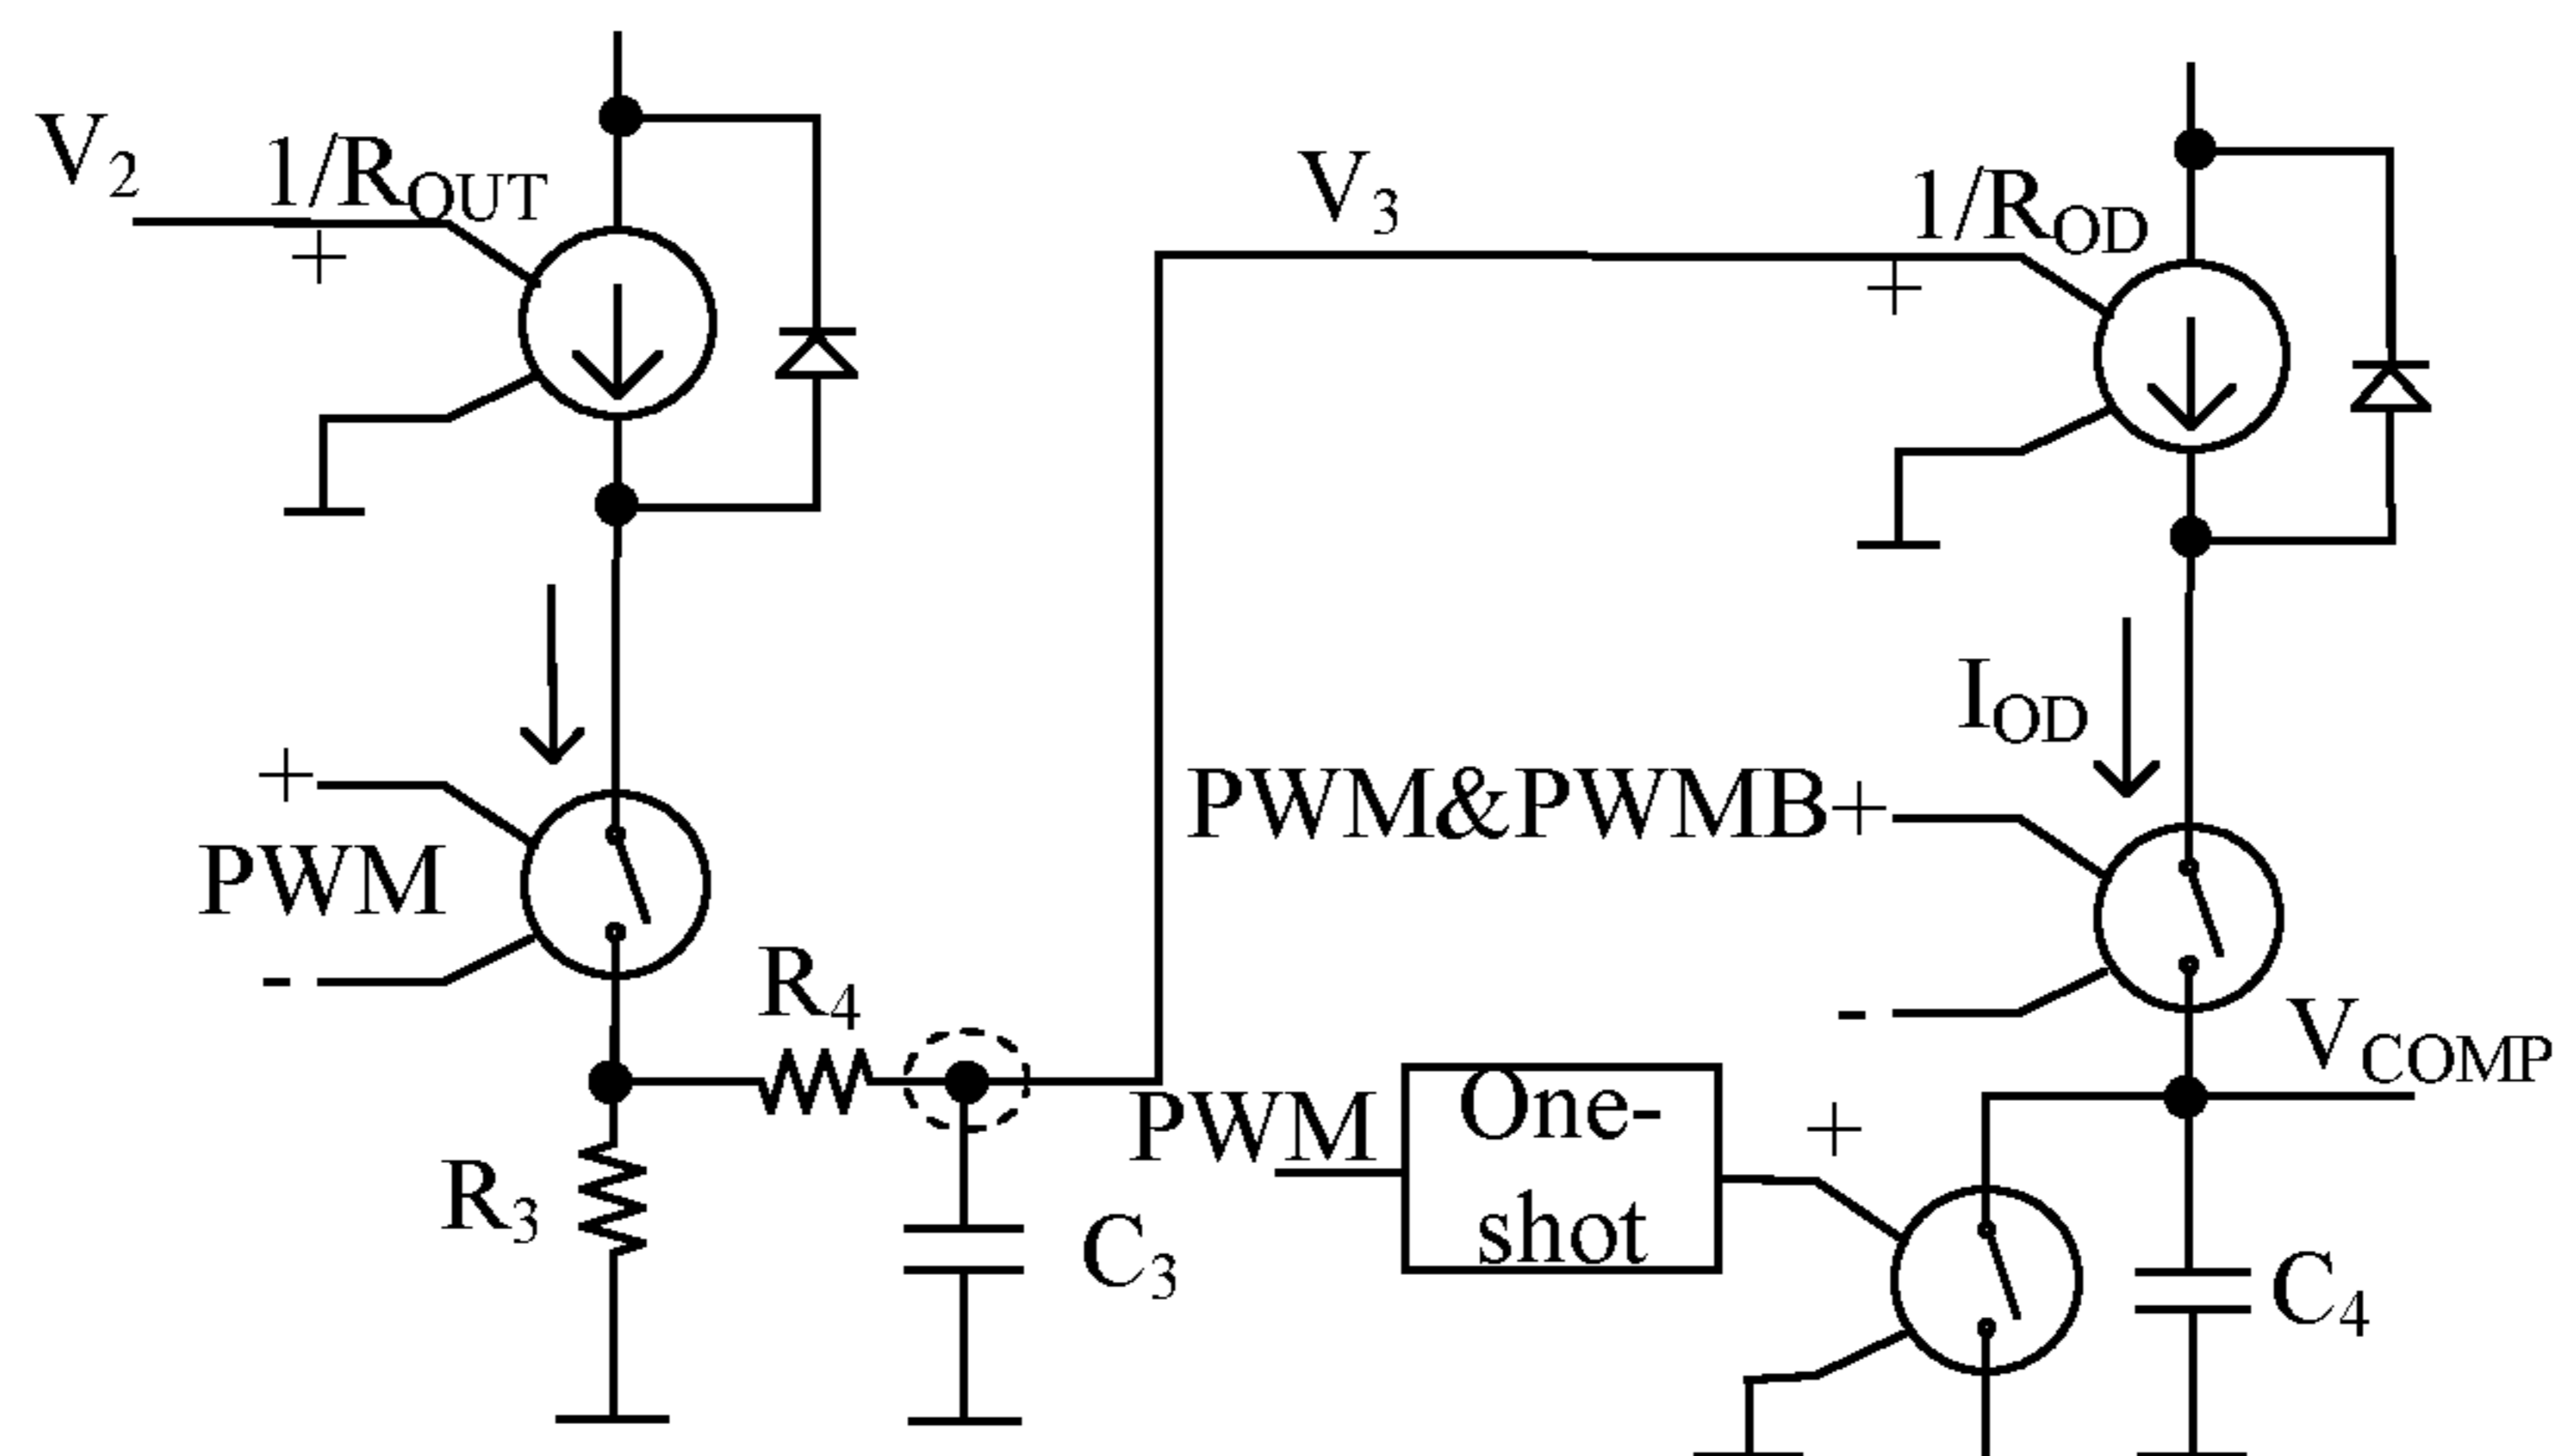 V2
1/ROUT
+
V3
1/ROD
+
IOD
+
PWM
-
PWM&PWMB+
-
R4
VCOMP
PWM
One-
shot
+
R3
C3
C4